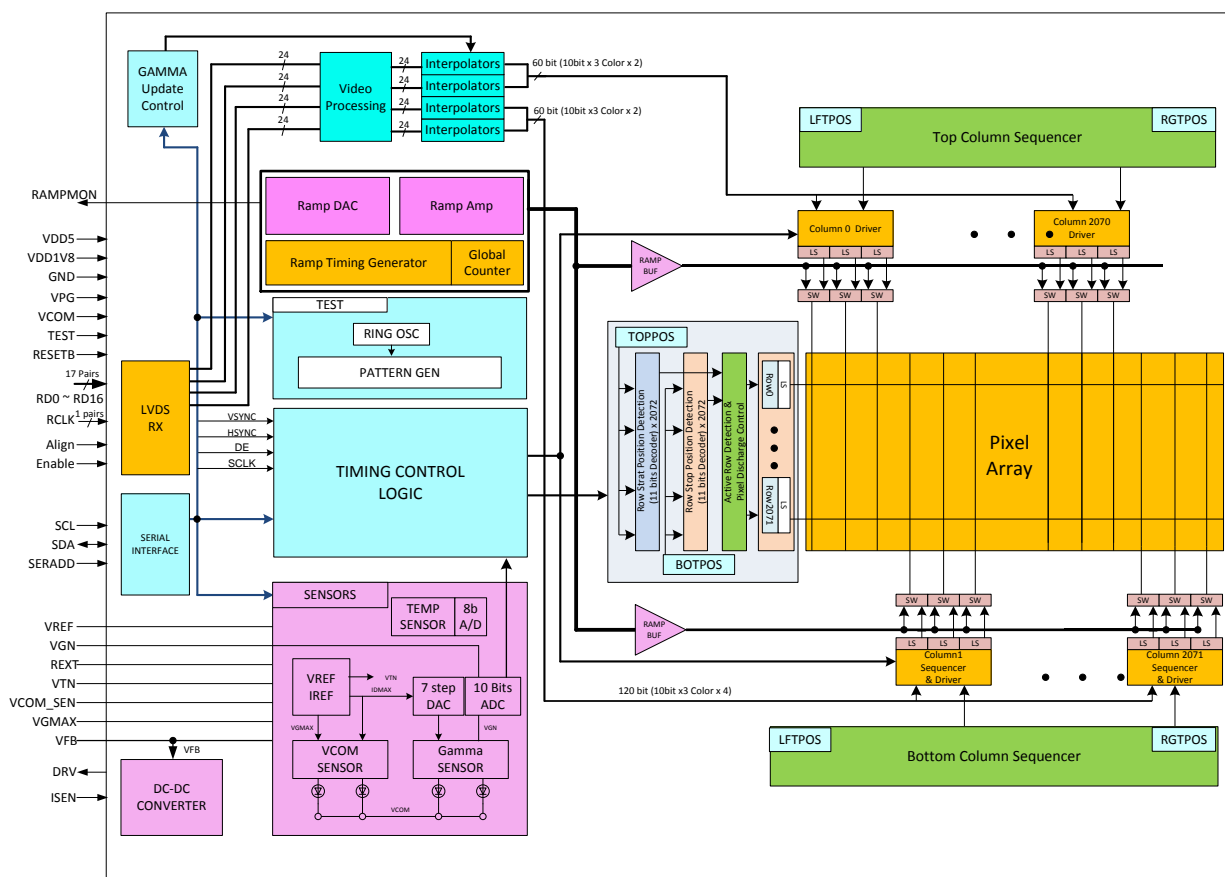 GAMMA
Update
Control
24
24
24
24
Video
Processing
24
24
24
24
Interpolators
Interpolators
Interpolators
Interpolators
60 bit (10bit x 3 Color x 2)
60 bit (10bit x3 Color x 2)
LFTPOS
RGTPOS
Top Column Sequencer
RAMPMON
VDD5
VDD1V8
GND
VPG
VCOM
TEST
RESETB
17 Pairs
RD0 ~ RD16
RCLK
1 pairs
Align
Enable
SCL
SDA
SERADD
VREF
VGN
REXT
VTN
VCOM_SEN
VGMAX
VFB
DRV
ISEN
Ramp DAC
Ramp Amp
Ramp Timing Generator
Global
Counter
RAMP
BUF
Column 0 Driver
LS
LS
LS
SW
SW
SW
Column 2070
Driver
LS
LS
LS
SW
SW
SW
TEST
RING OSC
PATTERN GEN
LVDS
RX
VSYNC
HSYNC
DE
SCLK
TIMING CONTROL
LOGIC
SERIAL
INTERFACE
TOPPOS
Row Strat Position Detection
(11 bits Decoder) x 2072
Row Stop Position Detection
(11 bits Decoder) x 2072
Active Row Detection &
Pixel Discharge Control
Row0
LS
Row2071
LS
BOTPOS
Pixel
Array
SENSORS
TEMP
SENSOR
8b
A/D
VREF
IREF
VTN
IDMAX
7 step
DAC
10 Bits
ADC
VGMAX
VGN
VCOM
SENSOR
Gamma
SENSOR
VCOM
VFB
DC-DC
CONVERTER
RAMP
BUF
SW
SW
SW
LS
LS
LS
Column1
Sequencer
& Driver
SW
SW
SW
LS
LS
LS
Column 2071
Sequencer
& Driver
120 bit (10bit x3 Color x 4)
LFTPOS
RGTPOS
Bottom Column Sequencer